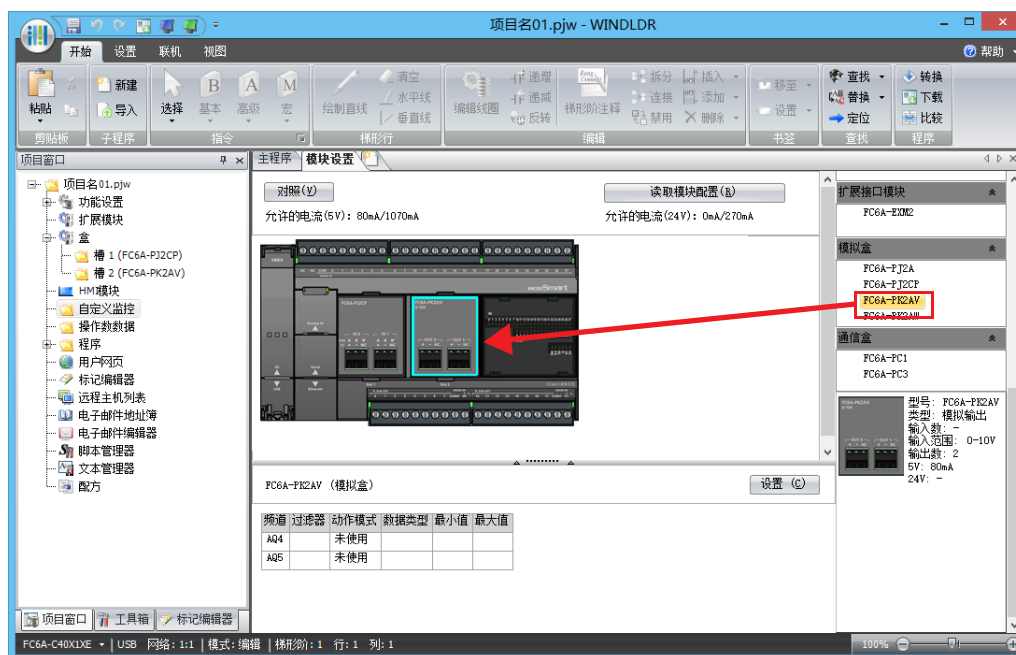 项目名01.pjw - WINDLDR
开始 设置 联机 视图 帮助
粘贴 新建 导入 选择 基本 高级 宏 绘制直线 清空 水平线 垂直线 编辑线圈 递增 递减 反转 梯形阶注释 拆分 连接 禁用 插入 添加 删除 移至 设置 查找 替换 定位 转换 下载 比较
剪贴板 子程序 指令 梯形行 编辑 书签 查找 程序
项目窗口
主程序 模块设置
项目名01.pjw
功能设置
扩展模块
盒
槽 1 (FC6A-PJ2CP)
槽 2 (FC6A-PK2AV)
HMI模块
自定义监控
操作数数据
程序
用户网页
标记编辑器
远程主机列表
电子邮件地址簿
电子邮件编辑器
脚本管理器
文本管理器
配方
对照(V) 读取模块配置(R)
允许的电流(5V): 80mA/1070mA 允许的电流(24V): 0mA/270mA
FC6A-PJ2CP FC6A-PK2AV
MICROSmart
Slot 1 Slot 2
扩展接口模块
FC6A-EXM2
模拟盒
FC6A-PJ2A
FC6A-PJ2CP
FC6A-PK2AV
FC6A-PK2AW
通信盒
FC6A-PC1
FC6A-PC3
型号: FC6A-PK2AV
类型: 模拟输出
输入数: -
输入范围: 0-10V
输出数: 2
5V: 80mA
24V: -
FC6A-PK2AV (模拟盒) 设置 (C)
频道 过滤器 动作模式 数据类型 最小值 最大值
AQ4 未使用
AQ5 未使用
项目窗口 工具箱 标记编辑器
FC6A-C40X1XE USB 网络: 1:1 模式: 编辑 梯形阶: 1 行: 1 列: 1 100%